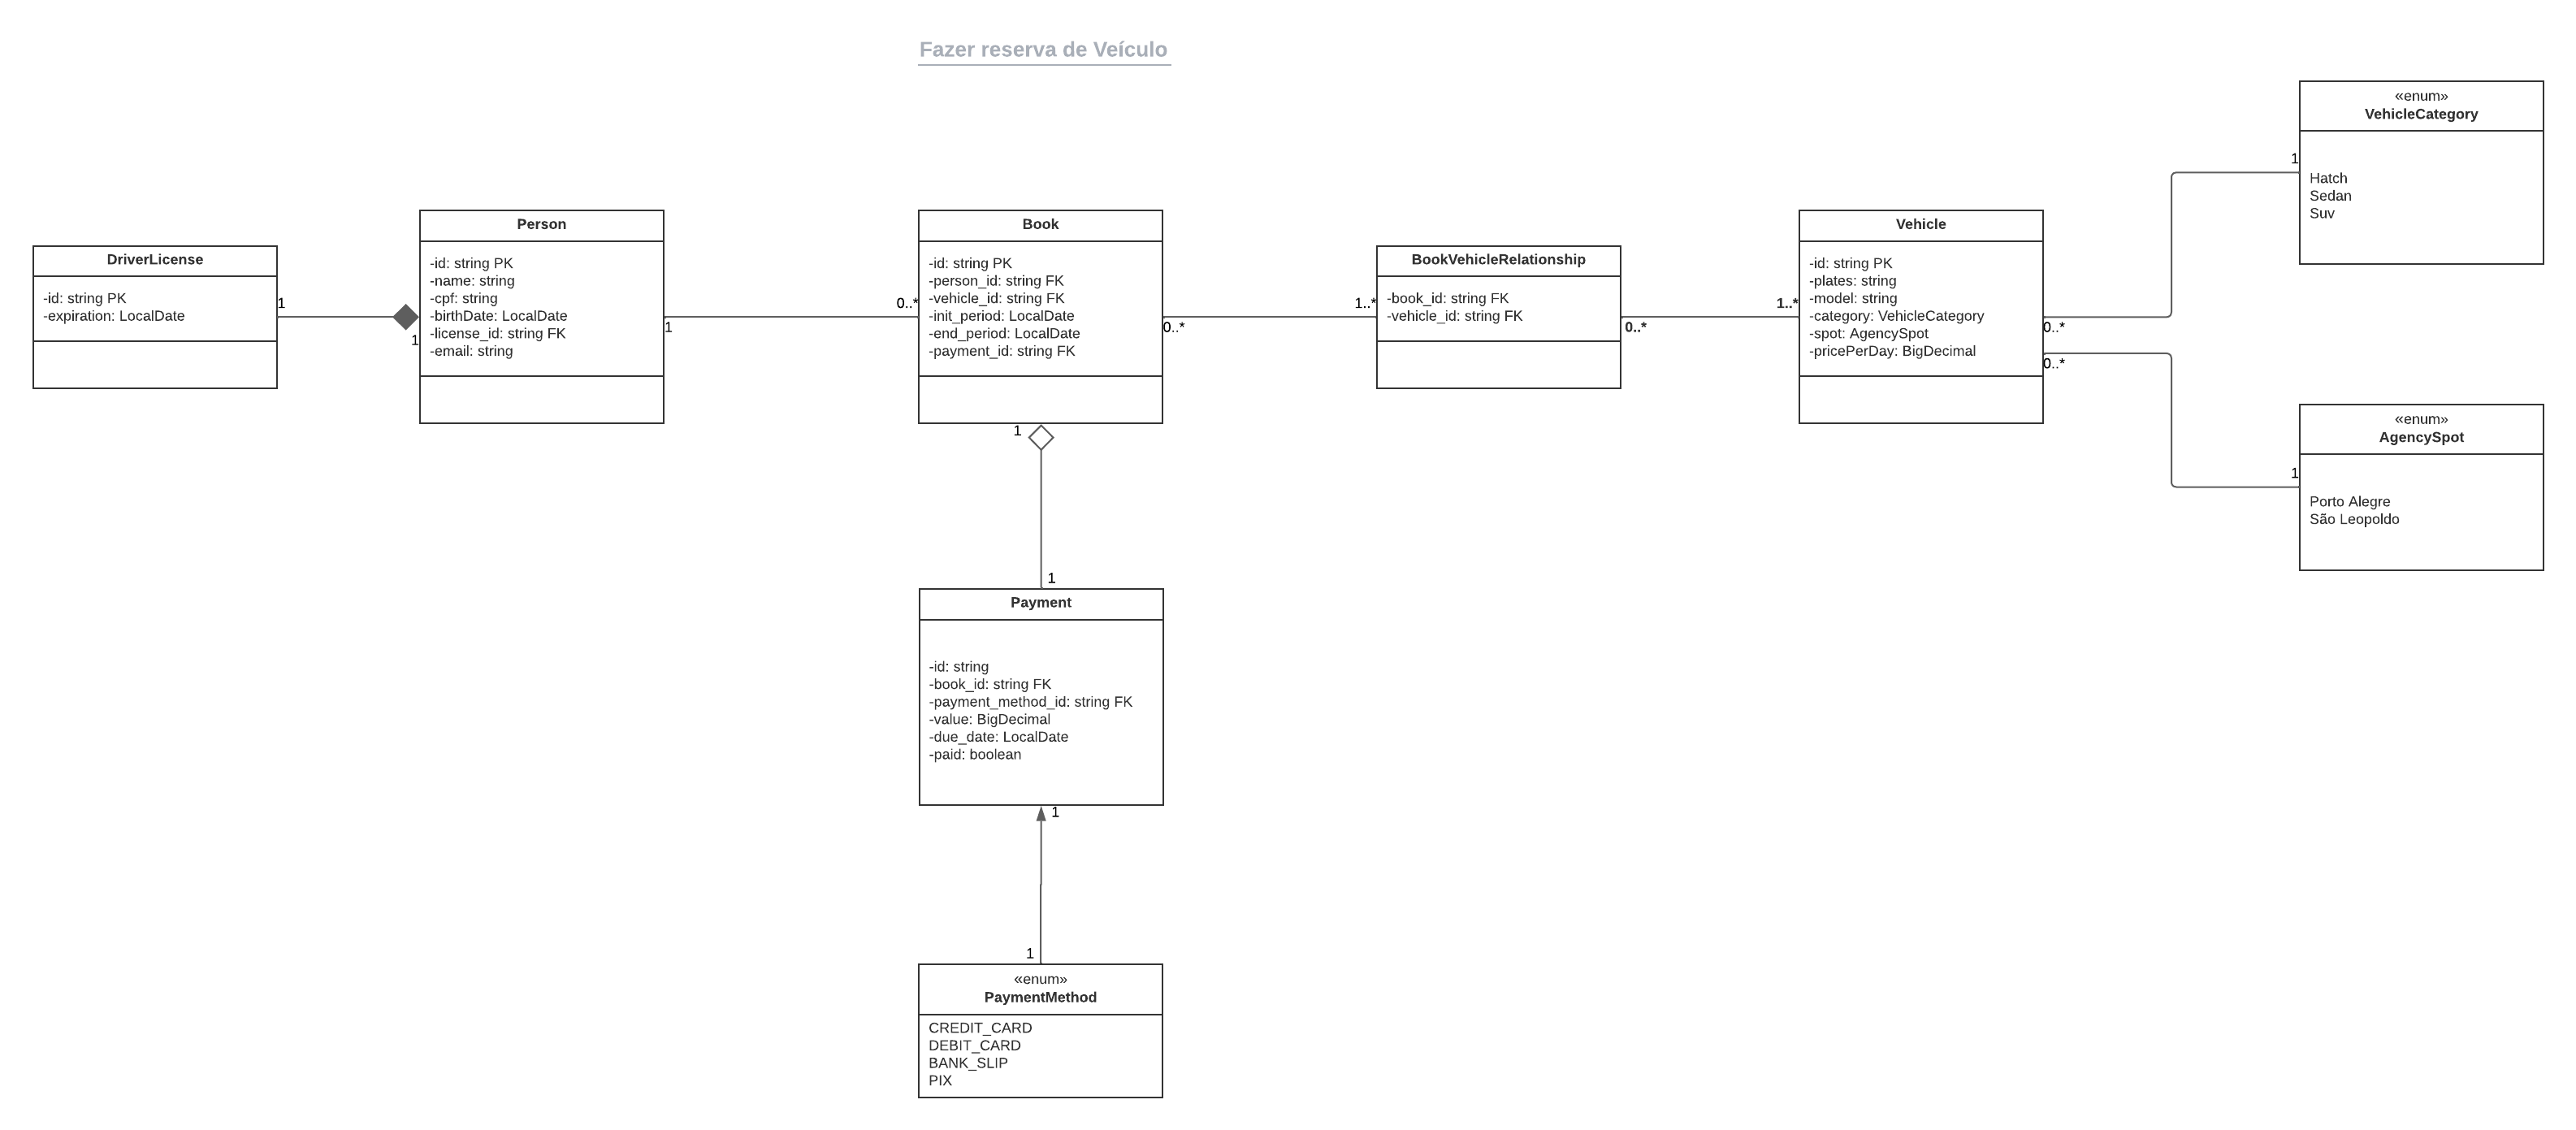 Fazer reserva de Veículo
DriverLicense
-id: string PK
-expiration: LocalDate
1
1
Person
-id: string PK
-name: string
-cpf: string
-birthDate: LocalDate
-license_id: string FK
-email: string
1
0..*
Book
-id: string PK
-person_id: string FK
-vehicle_id: string FK
-init_period: LocalDate
-end_period: LocalDate
-payment_id: string FK
0..*
1..*
BookVehicleRelationship
-book_id: string FK
-vehicle_id: string FK
0..*
1..*
Vehicle
-id: string PK
-plates: string
-model: string
-category: VehicleCategory
-spot: AgencySpot
-pricePerDay: BigDecimal
0..*
0..*
1
«enum»
VehicleCategory
Hatch
Sedan
Suv
1
«enum»
AgencySpot
Porto Alegre
São Leopoldo
1
1
Payment
-id: string
-book_id: string FK
-payment_method_id: string FK
-value: BigDecimal
-due_date: LocalDate
-paid: boolean
1
1
«enum»
PaymentMethod
CREDIT_CARD
DEBIT_CARD
BANK_SLIP
PIX